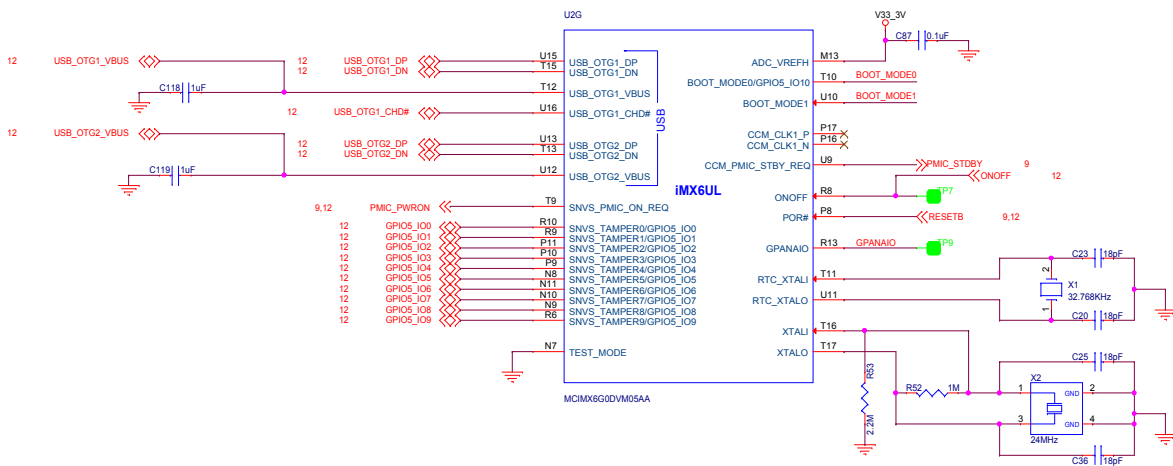 U2G
V33_3V
C87 0.1uF
12 USB_OTG1_VBUS
12 USB_OTG1_DP U15 USB_OTG1_DP
12 USB_OTG1_DN T15 USB_OTG1_DN
ADC_VREFH M13
BOOT_MODE0/GPIO5_IO10 T10 BOOT_MODE0
C118 1uF
T12 USB_OTG1_VBUS
BOOT_MODE1 U10 BOOT_MODE1
12 USB_OTG1_CHD# U16 USB_OTG1_CHD#
USB
12 USB_OTG2_VBUS
CCM_CLK1_P P17
CCM_CLK1_N P16
12 USB_OTG2_DP U13 USB_OTG2_DP
12 USB_OTG2_DN T13 USB_OTG2_DN
CCM_PMIC_STBY_REQ U9 PMIC_STDBY 9
C119 1uF
U12 USB_OTG2_VBUS
ONOFF 12
iMX6UL
ONOFF R8 TP7
9,12 PMIC_PWRON T9 SNVS_PMIC_ON_REQ
POR# P8 RESETB 9,12
12 GPIO5_IO0 R10 SNVS_TAMPER0/GPIO5_IO0
12 GPIO5_IO1 R9 SNVS_TAMPER1/GPIO5_IO1
12 GPIO5_IO2 P11 SNVS_TAMPER2/GPIO5_IO2
12 GPIO5_IO3 P10 SNVS_TAMPER3/GPIO5_IO3
12 GPIO5_IO4 P9 SNVS_TAMPER4/GPIO5_IO4
12 GPIO5_IO5 N8 SNVS_TAMPER5/GPIO5_IO5
12 GPIO5_IO6 N11 SNVS_TAMPER6/GPIO5_IO6
12 GPIO5_IO7 N10 SNVS_TAMPER7/GPIO5_IO7
12 GPIO5_IO8 N9 SNVS_TAMPER8/GPIO5_IO8
12 GPIO5_IO9 R6 SNVS_TAMPER9/GPIO5_IO9
GPANAIO R13 GPANAIO TP9
C23 18pF
RTC_XTALI T11
2
X1
32.768KHz
1
RTC_XTALO U11
C20 18pF
XTALI T16
N7 TEST_MODE
XTALO T17
C25 18pF
R53
2.2M
R52 1M
X2
1 GND 2
3 GND 4
24MHz
C36 18pF
MCIMX6G0DVM05AA